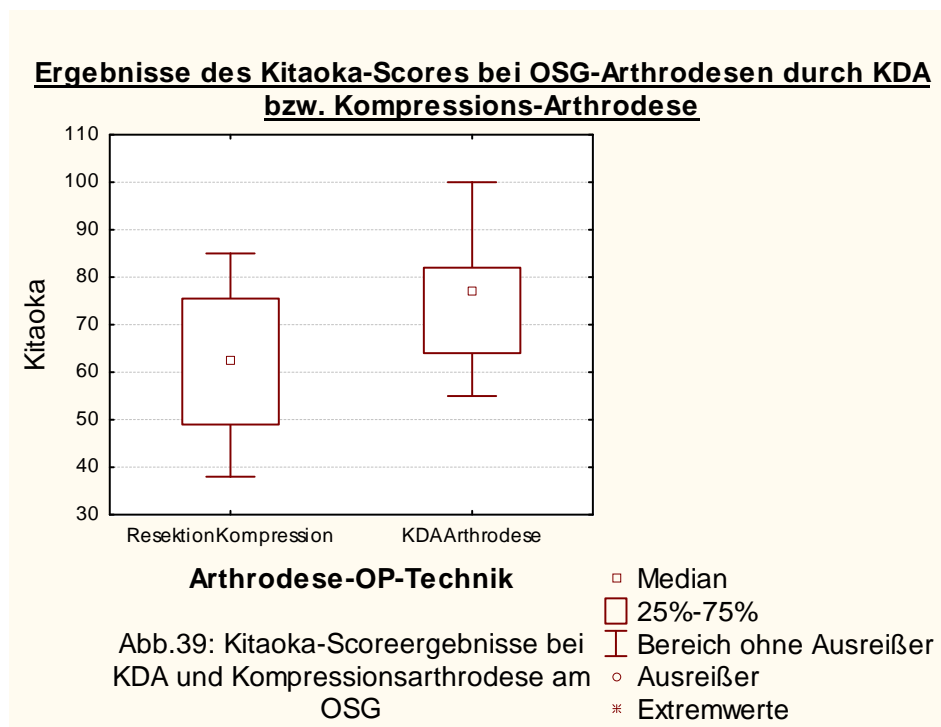 Ergebnisse des Kitaoka-Scores bei OSG-Arthrodesen durch KDA
bzw. Kompressions-Arthrodese
Kitaoka
110
100
90
80
70
60
50
40
30
ResektionKompression
KDAArthrodese
Arthrodese-OP-Technik
Median
25%-75%
Bereich ohne Ausreißer
Ausreißer
Extremwerte
Abb.39: Kitaoka-Scoreergebnisse bei
KDA und Kompressionsarthrodese am
OSG